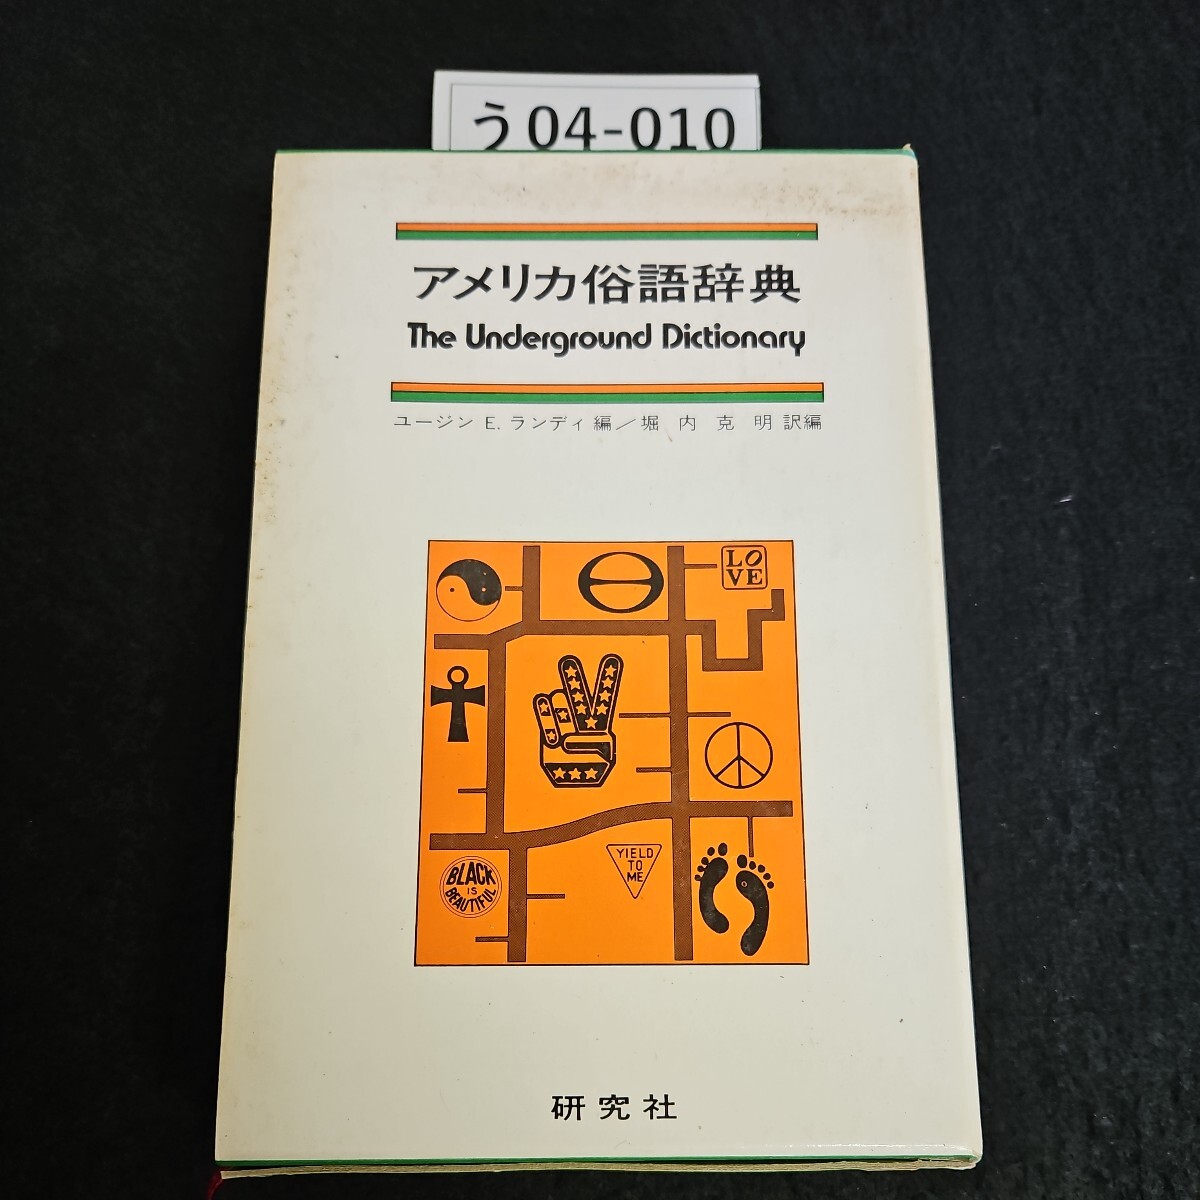 う04-010
アメリカ俗語辞典
The Underground Dictionary
ユージン E. ランディ 編／堀 内 克 明 訳編
LOVE
YIELD
TO
ME
BLACK
IS
BEAUTIFUL
研究社